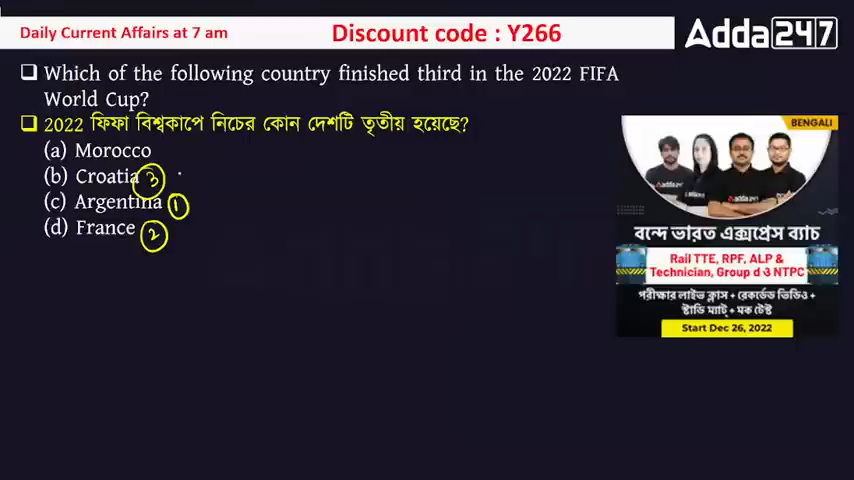 Daily Current Affairs at 7 am
Discount code : Y266
Adda247
Which of the following country finished third in the 2022 FIFA
World Cup?
2022 ফিফা বিশ্বকাপে নিচের কোন দেশটি তৃতীয় হয়েছে?
(a) Morocco
(b) Croatia 3
(c) Argentina 1
(d) France 2
BENGALI
বন্দে ভারত এক্সপ্রেস ব্যাচ
Rail TTE, RPF, ALP &
Technician, Group d ও NTPC
পরীক্ষার লাইভ ক্লাস + রেকর্ডেড ভিডিও +
স্টাডি ম্যাট্ + মক টেস্ট
Start Dec 26, 2022